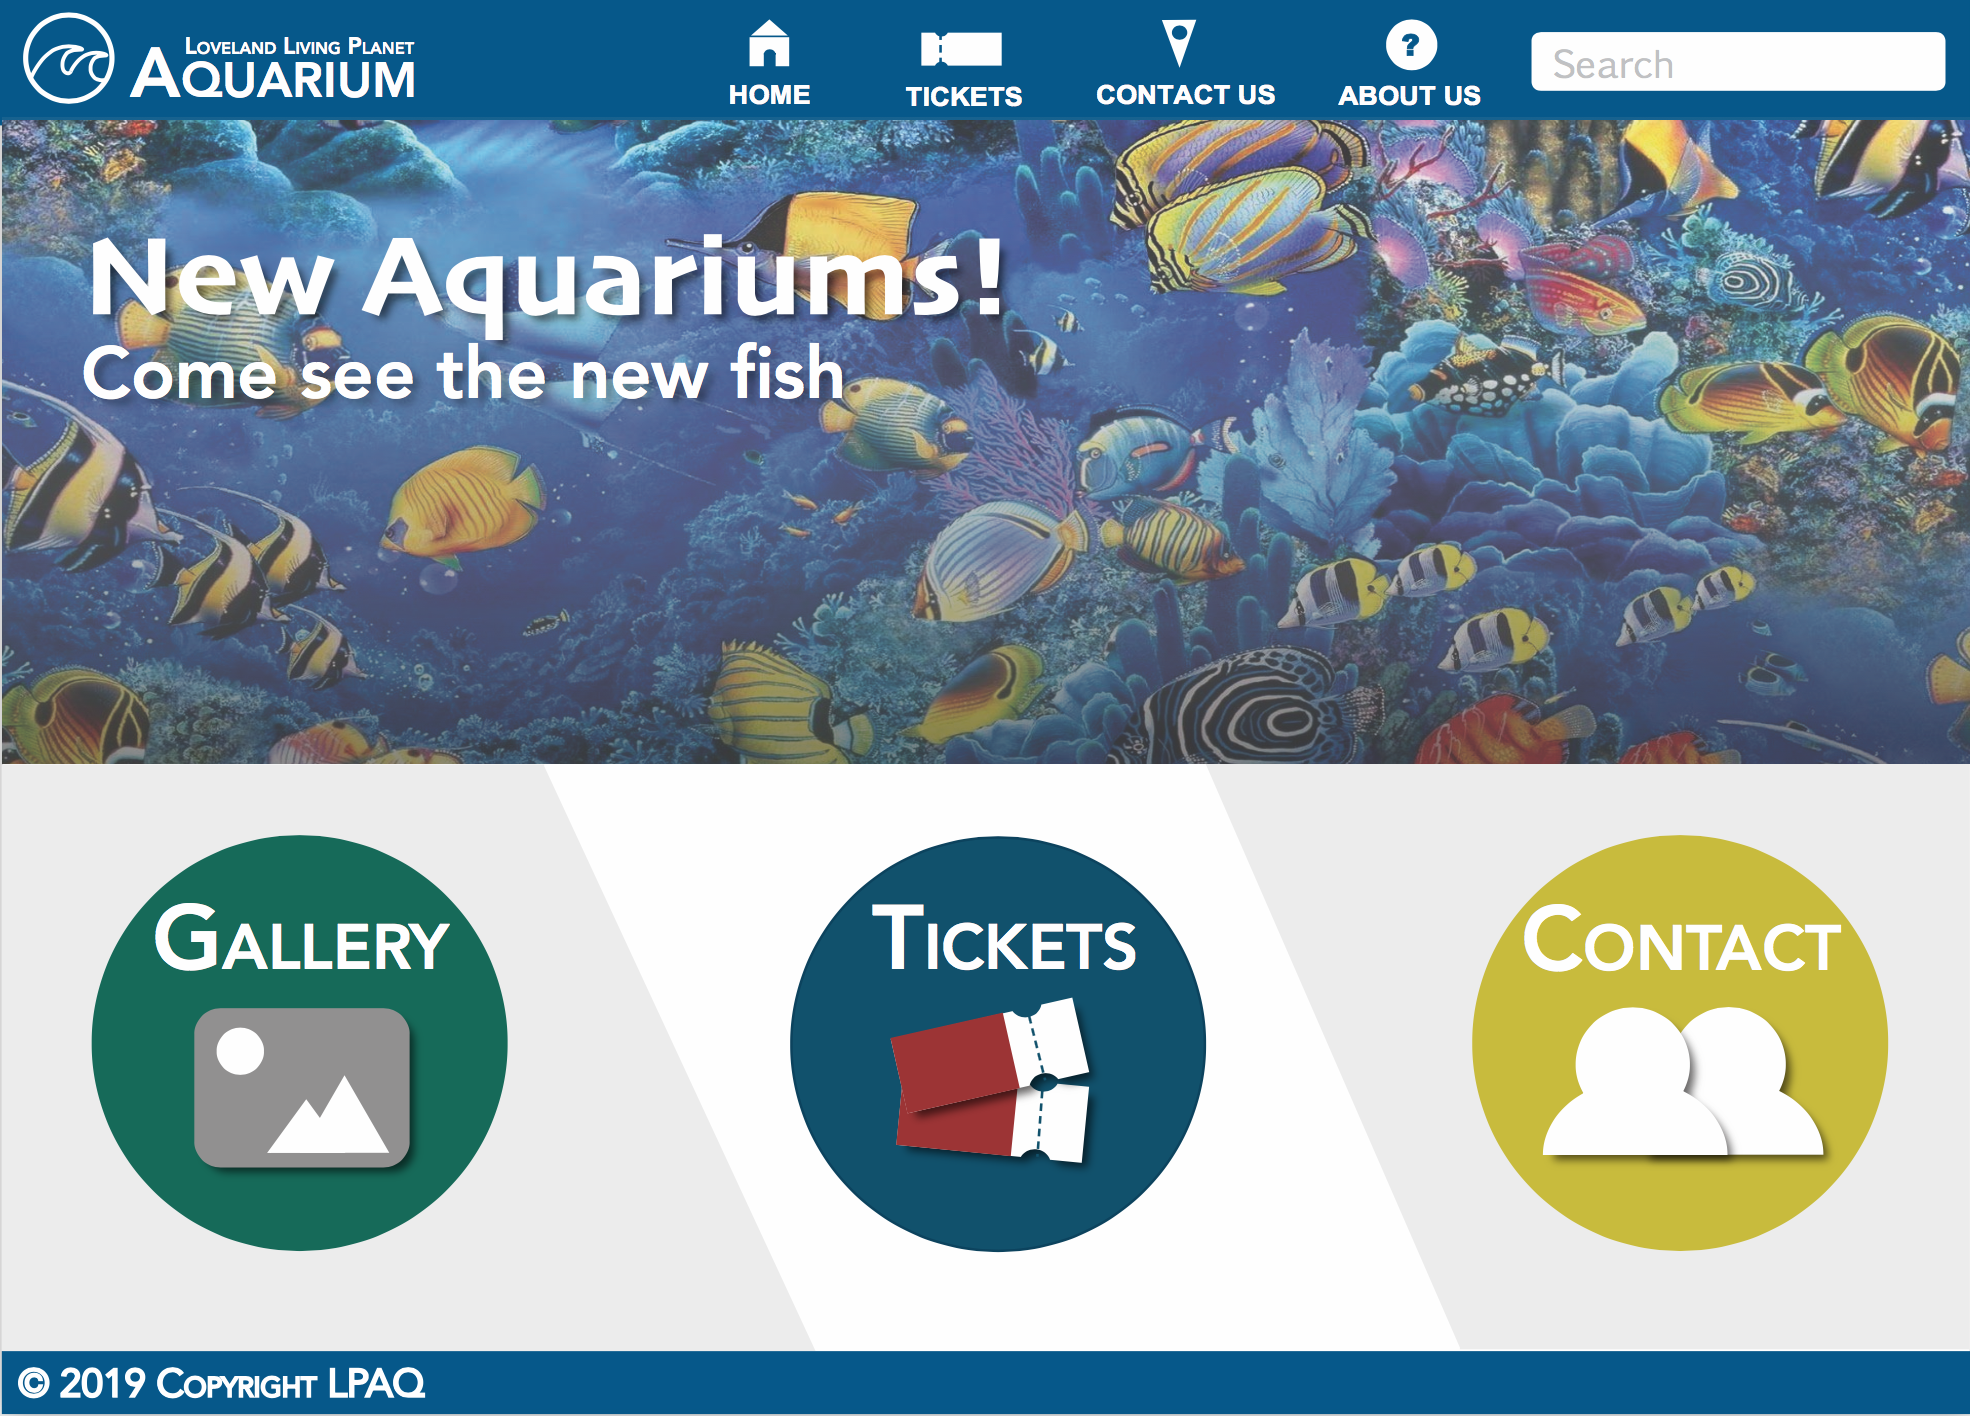 Loveland Living Planet
Aquarium
HOME
TICKETS
CONTACT US
?
ABOUT US
Search
New Aquariums!
Come see the new fish
Gallery
Tickets
Contact
© 2019 Copyright LPAQ